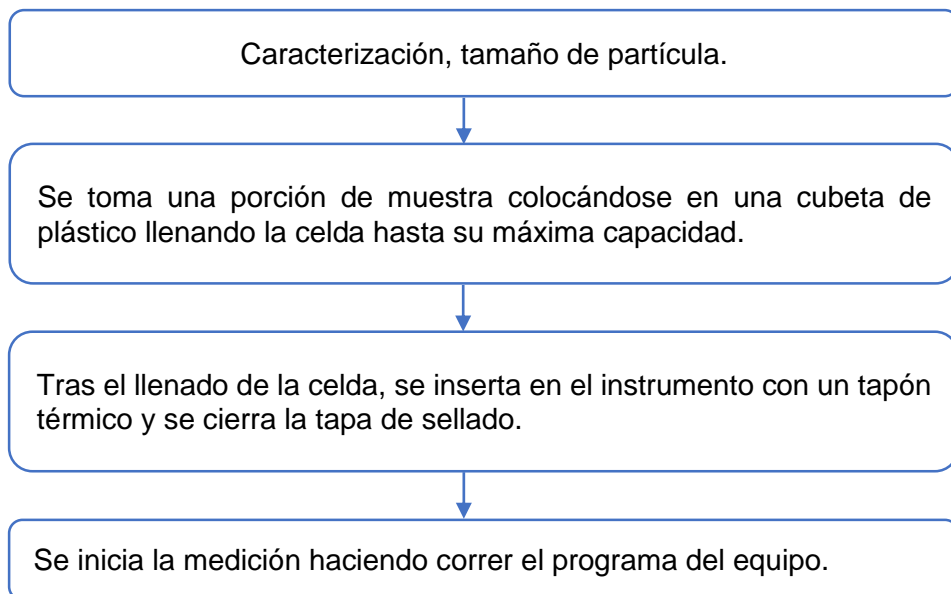 Caracterización, tamaño de partícula.
Se toma una porción de muestra colocándose en una cubeta de
plástico llenando la celda hasta su máxima capacidad.
Tras el llenado de la celda, se inserta en el instrumento con un tapón
térmico y se cierra la tapa de sellado.
Se inicia la medición haciendo correr el programa del equipo.